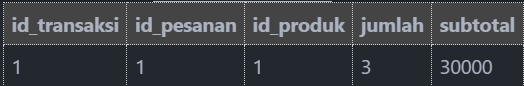 id_transaksi id_pesanan id_produk jumlah subtotal
1 1 1 3 30000